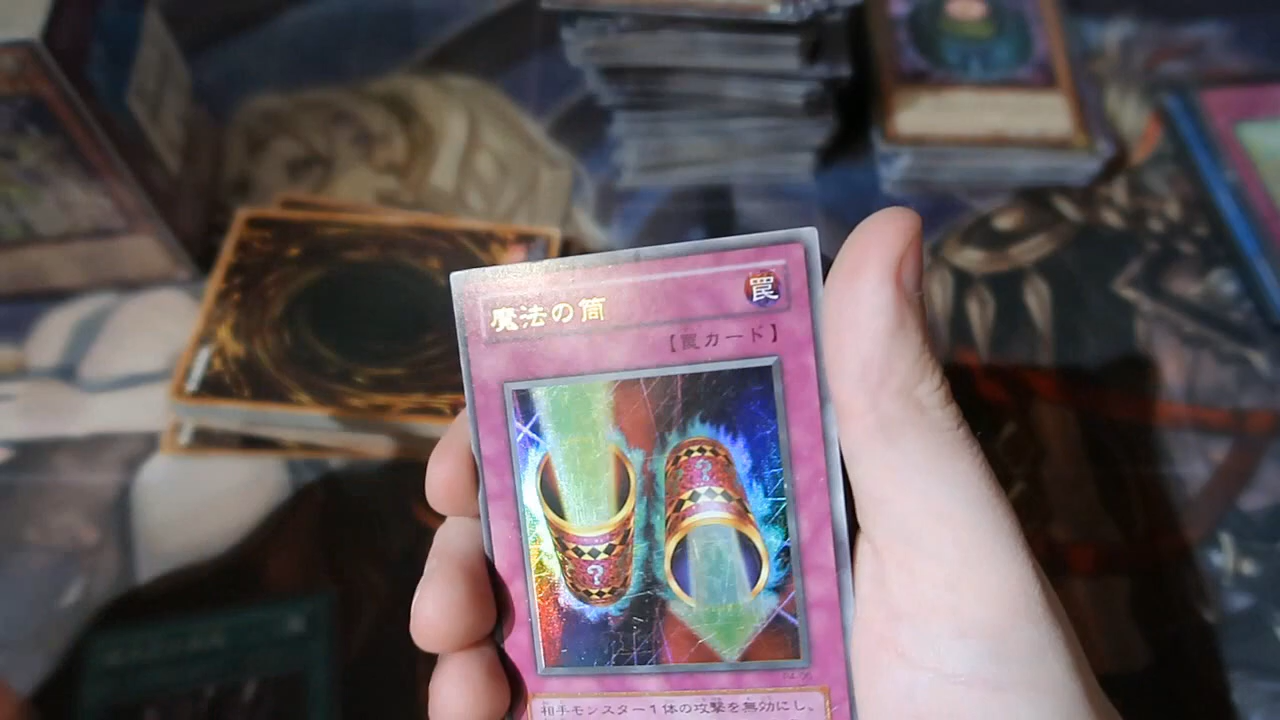 魔法の筒
罠
【罠カード】
?
?
相手モンスター1体の攻撃を無効にし、